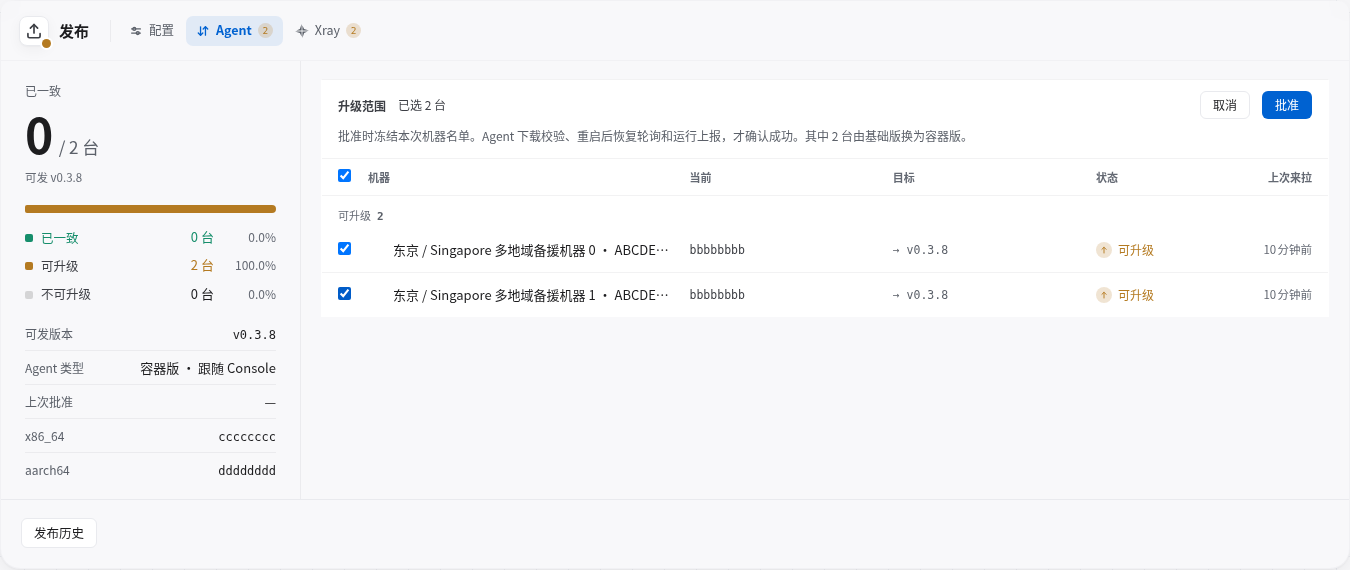 发布
配置
Agent 2
Xray 2
已一致
0 / 2 台
可发 v0.3.8
已一致 0 台 0.0%
可升级 2 台 100.0%
不可升级 0 台 0.0%
可发版本 v0.3.8
Agent 类型 容器版 · 跟随 Console
上次批准 —
x86_64 cccccccc
aarch64 dddddddd
升级范围 已选 2 台
取消
批准
批准时冻结本次机器名单。Agent 下载校验、重启后恢复轮询和运行上报，才确认成功。其中 2 台由基础版换为容器版。
机器 当前 目标 状态 上次来拉
可升级 2
东京 / Singapore 多地域备援机器 0 · ABCDE… bbbbbbbb → v0.3.8 可升级 10分钟前
东京 / Singapore 多地域备援机器 1 · ABCDE… bbbbbbbb → v0.3.8 可升级 10分钟前
发布历史